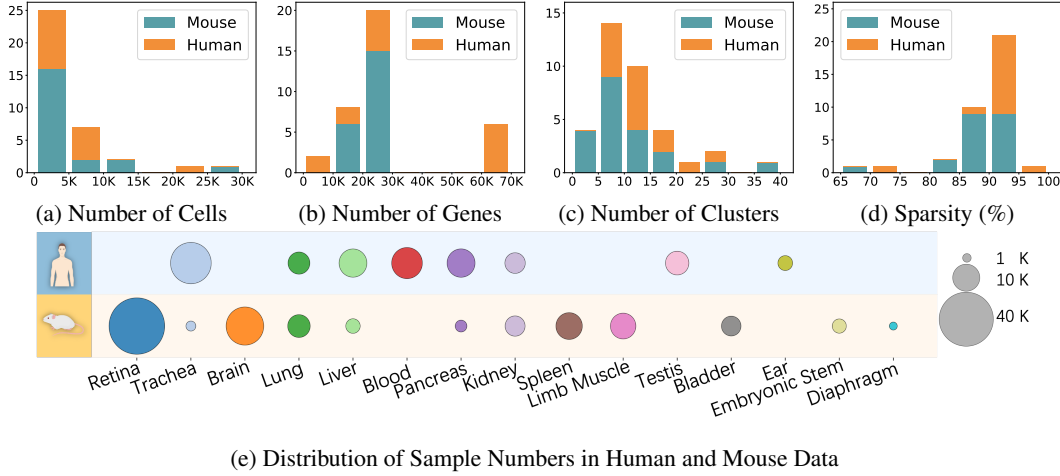 25
20
15
10
5
0
0 5K 10K 15K 20K 25K 30K
Mouse
Human
(a) Number of Cells
20
15
10
5
0
0 10K 20K 30K 40K 50K 60K 70K
Mouse
Human
(b) Number of Genes
15
10
5
0
0 5 10 15 20 25 30 35 40
Mouse
Human
(c) Number of Clusters
25
20
15
10
5
0
65 70 75 80 85 90 95 100
Mouse
Human
(d) Sparsity (%)
1 K
10 K
40 K
Retina Trachea Brain Lung Liver Blood Pancreas Kidney Spleen Limb Muscle Testis Bladder Ear Embryonic Stem Diaphragm
(e) Distribution of Sample Numbers in Human and Mouse Data